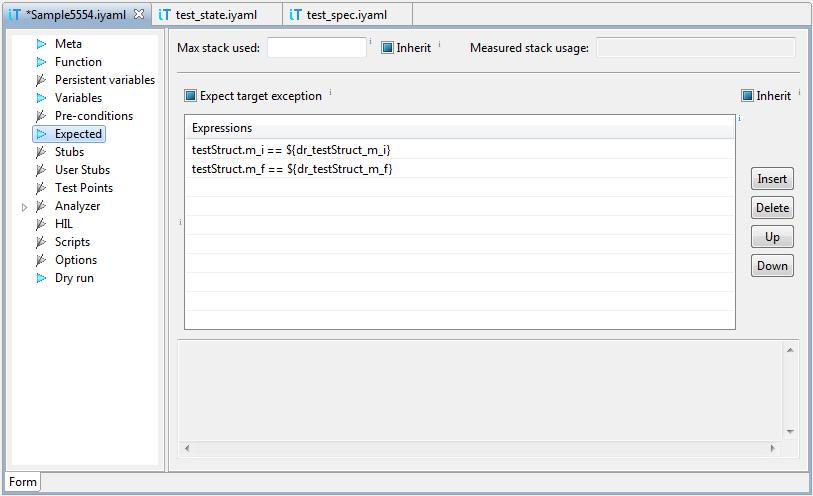 iT *Sample5554.iyaml
iT test_state.iyaml
iT test_spec.iyaml
Meta
Function
Persistent variables
Variables
Pre-conditions
Expected
Stubs
User Stubs
Test Points
Analyzer
HIL
Scripts
Options
Dry run
Max stack used: i
Inherit i
Measured stack usage:
Expect target exception i
Inherit i
Expressions i
testStruct.m_i == ${dr_testStruct_m_i}
testStruct.m_f == ${dr_testStruct_m_f}
i
Insert
Delete
Up
Down
Form